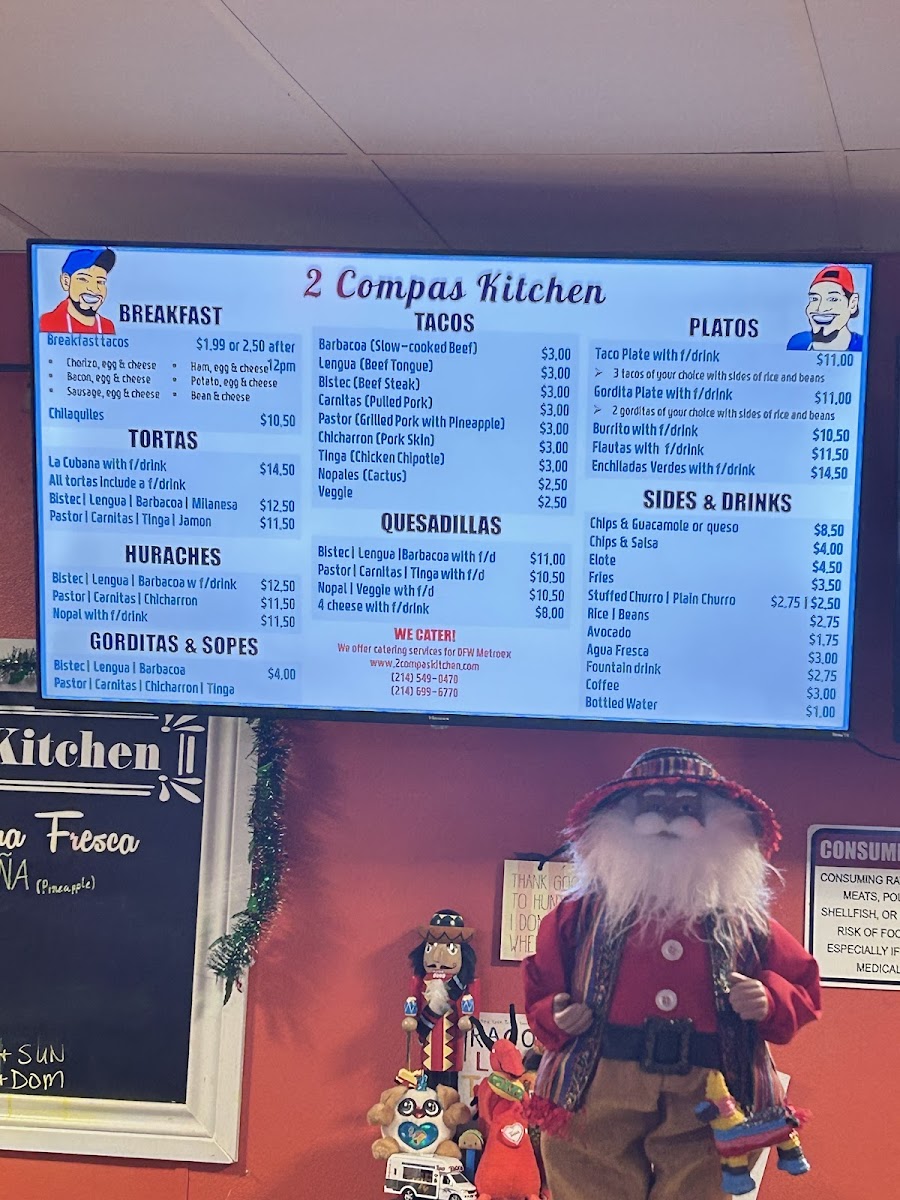 2 Compas Kitchen
BREAKFAST
Breakfast tacos $1.99 or 2.50 after 12pm
• Chorizo, egg & cheese
• Bacon, egg & cheese
• Sausage, egg & cheese
• Ham, egg & cheese
• Potato, egg & cheese
• Bean & cheese
Chilaquiles $10.50
TORTAS
La Cubana with f/drink $14.50
All tortas include a f/drink
Bistec | Lengua | Barbacoa | Milanesa $12.50
Pastor | Carnitas | Tinga | Jamon $11.50
HURACHES
Bistec | Lengua | Barbacoa w f/drink $12.50
Pastor | Carnitas | Chicharron $11.50
Nopal with f/drink $11.50
GORDITAS & SOPES
Bistec | Lengua | Barbacoa $4.00
Pastor | Carnitas | Chicharron | Tinga
TACOS
Barbacoa (Slow-cooked Beef) $3.00
Lengua (Beef Tongue) $3.00
Bistec (Beef Steak) $3.00
Carnitas (Pulled Pork) $3.00
Pastor (Grilled Pork with Pineapple) $3.00
Chicharron (Pork Skin) $3.00
Tinga (Chicken Chipotle) $3.00
Nopales (Cactus) $2.50
Veggie $2.50
QUESADILLAS
Bistec | Lengua | Barbacoa with f/d $11.00
Pastor | Carnitas | Tinga with f/d $10.50
Nopal | Veggie wth f/d $10.50
4 cheese with f/drink $8.00
WE CATER!
We offer catering services for DFW Metroex
www.2compaskitchen.com
(214) 549-0470
(214) 699-6770
PLATOS
Taco Plate with f/drink $11.00
➢ 3 tacos of your choice with sides of rice and beans
Gordita Plate with f/drink $11.00
➢ 2 gorditas of your choice with sides of rice and beans
Burrito with f/drink $10.50
Flautas with f/drink $11.50
Enchiladas Verdes with f/drink $14.50
SIDES & DRINKS
Chips & Guacamole or queso $8.50
Chips & Salsa $4.00
Elote $4.50
Fries $3.50
Stuffed Churro | Plain Churro $2.75 | $2.50
Rice | Beans $2.75
Avocado $1.75
Agua Fresca $3.00
Fountain drink $2.75
Coffee $3.00
Bottled Water $1.00
Hisense
Roku TV
Kitchen
Fresca
ÑA (Pineapple)
+ SUN
+ DOM
THANK GO
TO HUN
I DO
WHE
CONSUM
CONSUMING RA
MEATS, POU
SHELLFISH, OR
RISK OF FOO
ESPECIALLY IF
MEDICAL